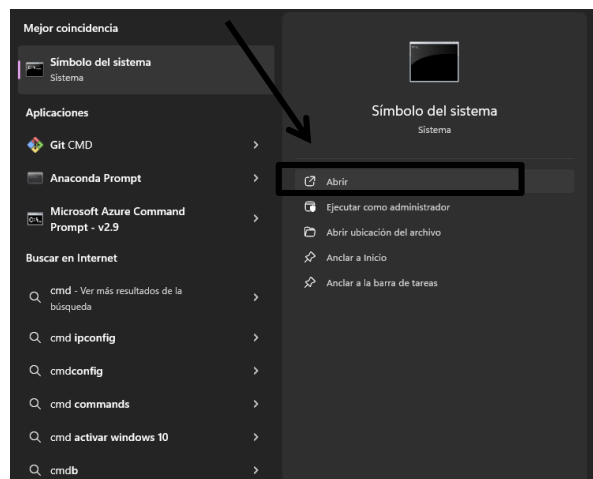 Mejor coincidencia
Símbolo del sistema
Sistema
Aplicaciones
Git CMD
Anaconda Prompt
Microsoft Azure Command
Prompt - v2.9
Buscar en Internet
cmd - Ver más resultados de la
búsqueda
cmd ipconfig
cmdconfig
cmd commands
cmd activar windows 10
cmdb
Símbolo del sistema
Sistema
Abrir
Ejecutar como administrador
Abrir ubicación del archivo
Anclar a Inicio
Anclar a la barra de tareas